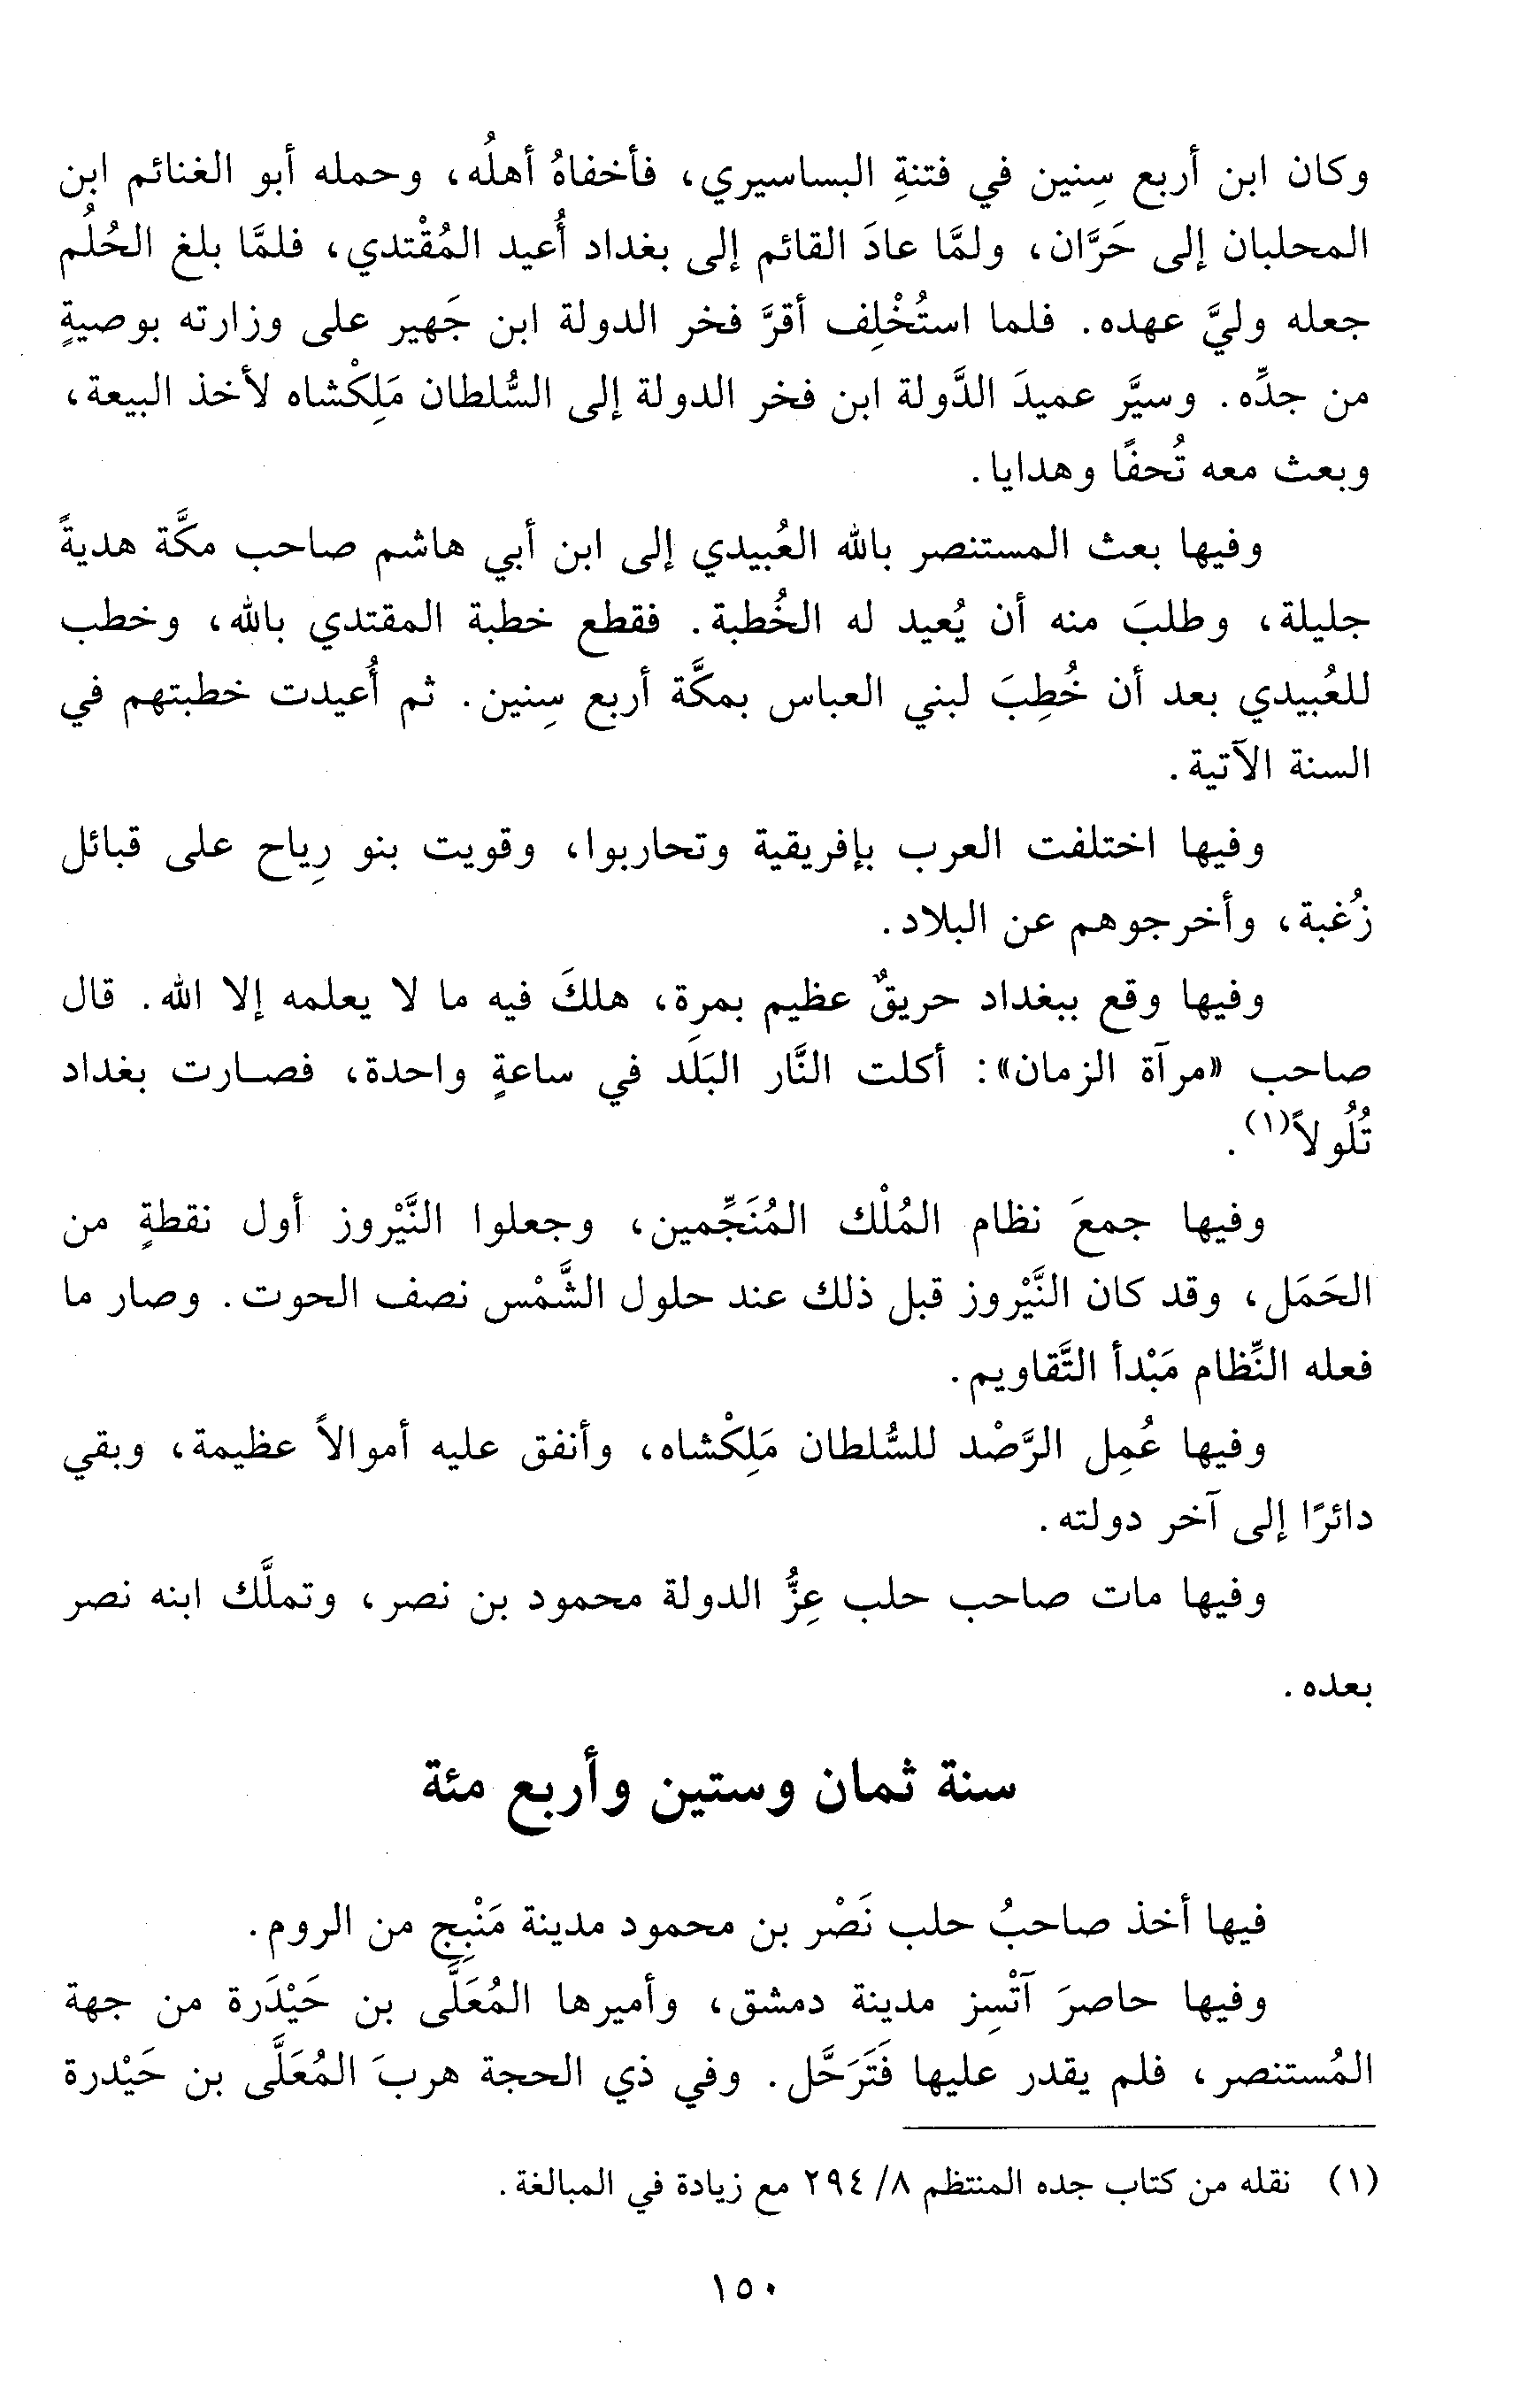 وكان ابن أربع سِنين في فتنةِ البساسيري، فأخفاهُ أهلُه، وحمله أبو الغنائم ابن
المحلبان إلى حَرَّان، ولمَّا عادَ القائم إلى بغداد أُعيد المُقْتدي، فلمَّا بلغ الحُلُم
جعله وليَّ عهده. فلما استُخْلِف أقرَّ فخر الدولة ابن جَهير على وزارته بوصيةٍ
من جدِّه. وسيَّر عميدَ الدَّولة ابن فخر الدولة إلى السُّلطان مَلِكْشاه لأخذ البيعة،
وبعث معه تُحفًا وهدايا.
وفيها بعث المستنصر بالله العُبيدي إلى ابن أبي هاشم صاحب مكَّة هديةً
جليلة، وطلبَ منه أن يُعيد له الخُطبة. فقطع خطبة المقتدي بالله، وخطب
للعُبيدي بعد أن خُطِبَ لبني العباس بمكَّة أربع سِنين. ثم أُعيدت خطبتهم في
السنة الآتية.
وفيها اختلفت العرب بإفريقية وتحاربوا، وقويت بنو رِياح على قبائل
زُغبة، وأخرجوهم عن البلاد.
وفيها وقع ببغداد حريقٌ عظيم بمرة، هلكَ فيه ما لا يعلمه إلا الله. قال
صاحب «مرآة الزمان»: أكلت النَّار البَلَد في ساعةٍ واحدة، فصارت بغداد
تُلُولاً(١).
وفيها جمعَ نظام المُلْك المُنَجِّمين، وجعلوا النَّيْروز أول نقطةٍ من
الحَمَل، وقد كان النَّيْروز قبل ذلك عند حلول الشَّمْس نصف الحوت. وصار ما
فعله النِّظام مَبْدأ التَّقاويم.
وفيها عُمِل الرَّصْد للسُّلطان مَلِكْشاه، وأنفق عليه أموالاً عظيمة، وبقي
دائرًا إلى آخر دولته.
وفيها مات صاحب حلب عِزُّ الدولة محمود بن نصر، وتملَّك ابنه نصر
بعده.
سنة ثمان وستين وأربع مئة
فيها أخذ صاحبُ حلب نَصْر بن محمود مدينة مَنْبِج من الروم.
وفيها حاصرَ آتْسِز مدينة دمشق، وأميرها المُعَلَّى بن حَيْدَرة من جهة
المُستنصر، فلم يقدر عليها فَتَرَحَّل. وفي ذي الحجة هربَ المُعَلَّى بن حَيْدرة
(١) نقله من كتاب جده المنتظم ٨/ ٢٩٤ مع زيادة في المبالغة.
١٥٠